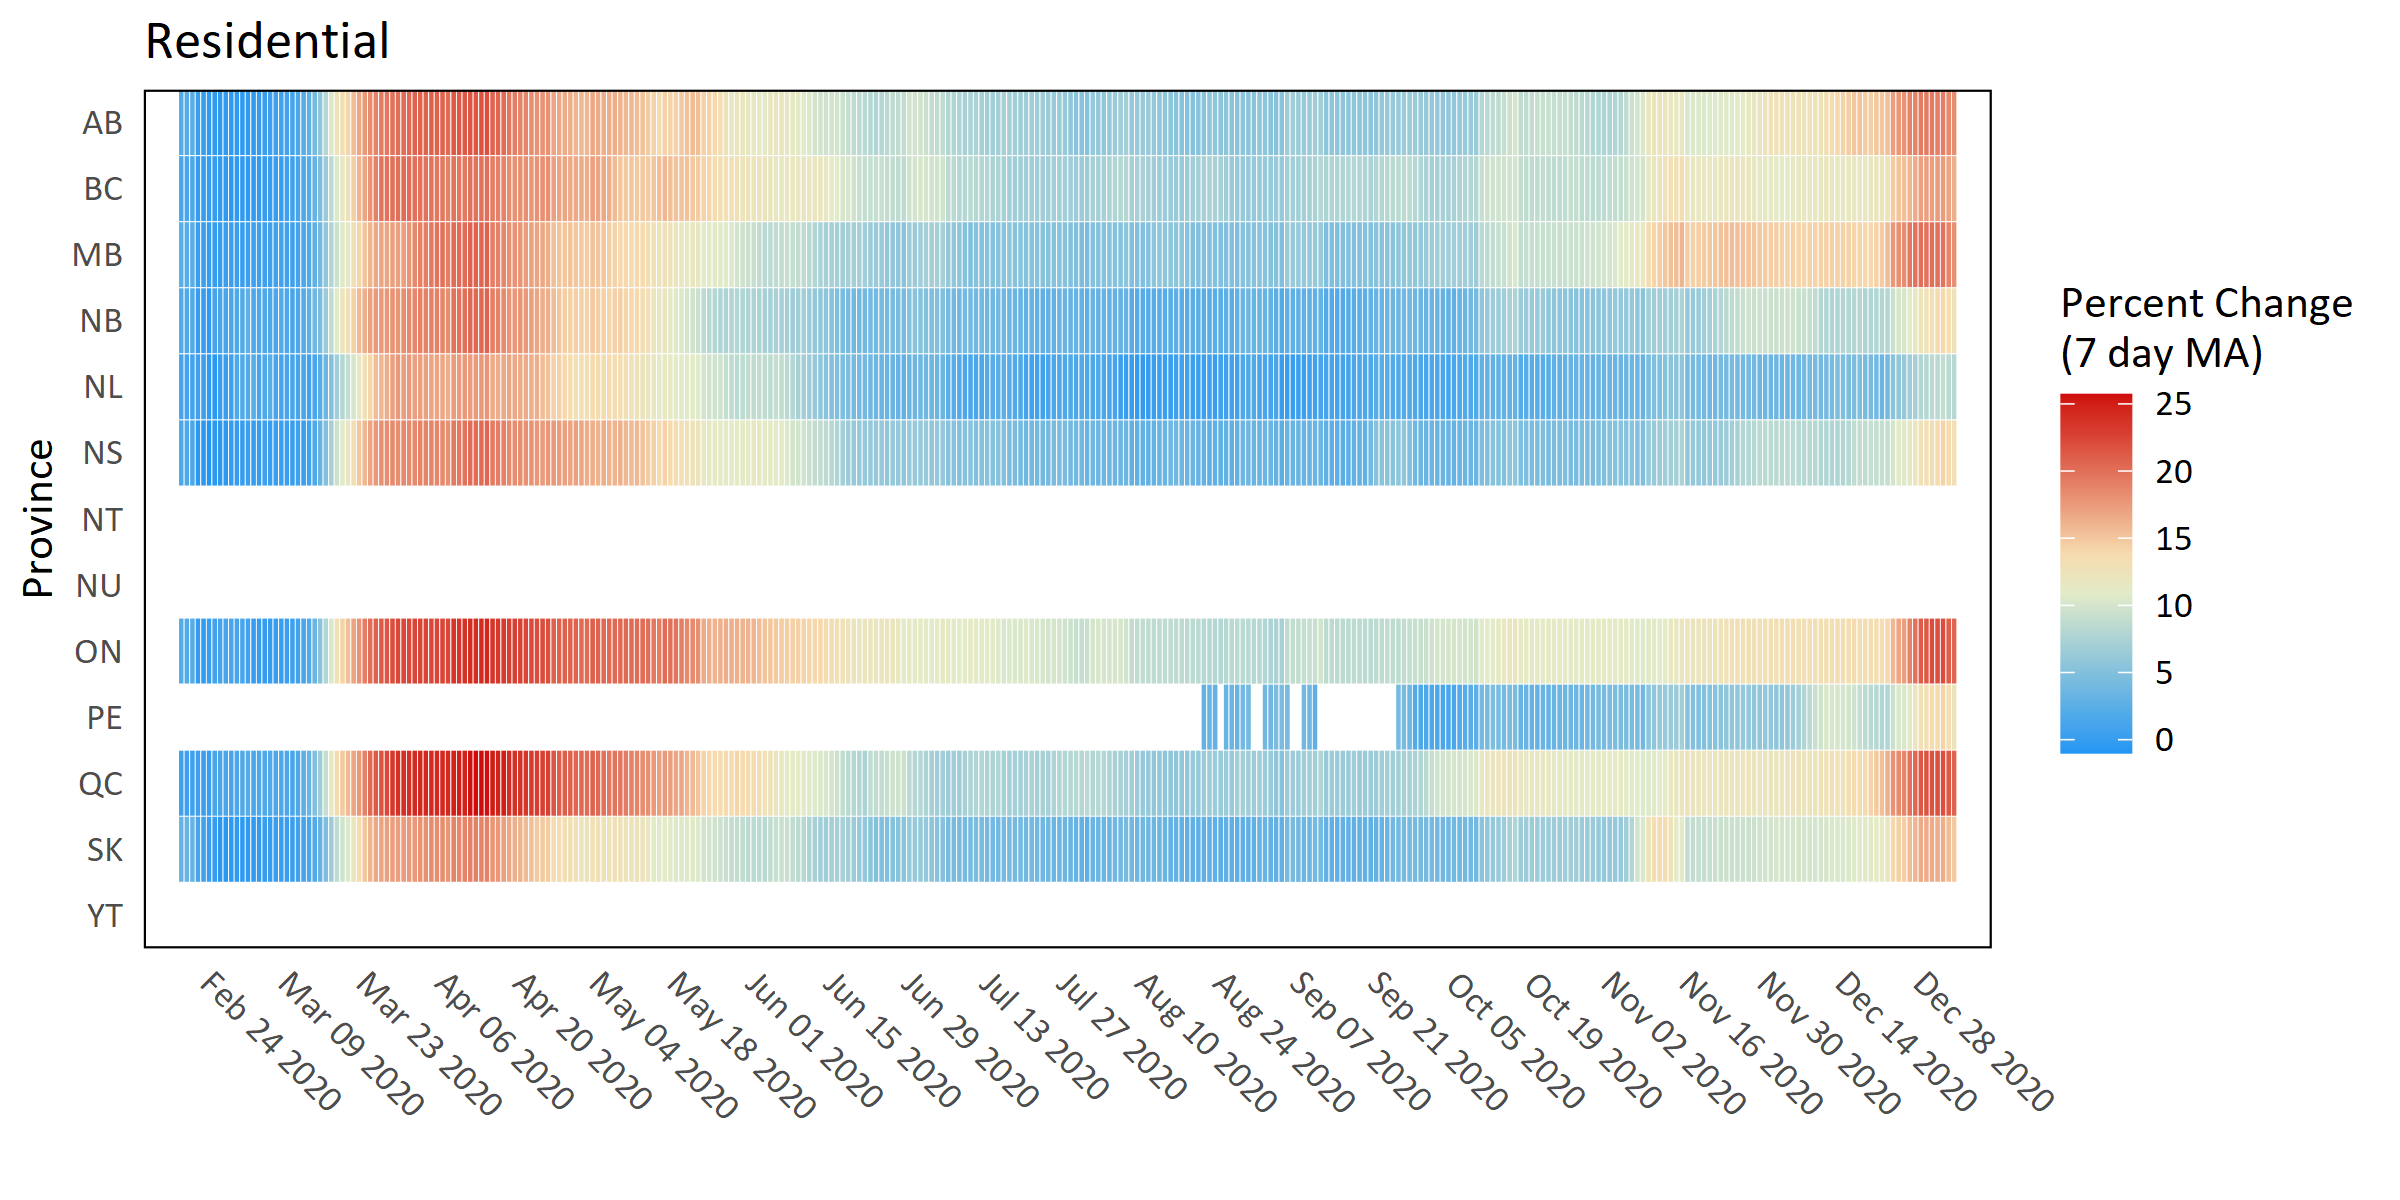 Residential
Province
AB
BC
MB
NB
NL
NS
NT
NU
ON
PE
QC
SK
YT
Feb 24 2020
Mar 09 2020
Mar 23 2020
Apr 06 2020
Apr 20 2020
May 04 2020
May 18 2020
Jun 01 2020
Jun 15 2020
Jun 29 2020
Jul 13 2020
Jul 27 2020
Aug 10 2020
Aug 24 2020
Sep 07 2020
Sep 21 2020
Oct 05 2020
Oct 19 2020
Nov 02 2020
Nov 16 2020
Nov 30 2020
Dec 14 2020
Dec 28 2020
Percent Change
(7 day MA)
25
20
15
10
5
0